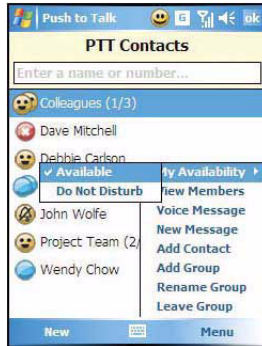 Push to Talk G ok
PTT Contacts
Enter a name or number...
Colleagues (1/3)
Dave Mitchell
Debbie Carlson
Available
My Availability
Do Not Disturb
View Members
John Wolfe
Voice Message
New Message
Project Team (2/
Add Contact
Wendy Chow
Add Group
Rename Group
Leave Group
New
Menu